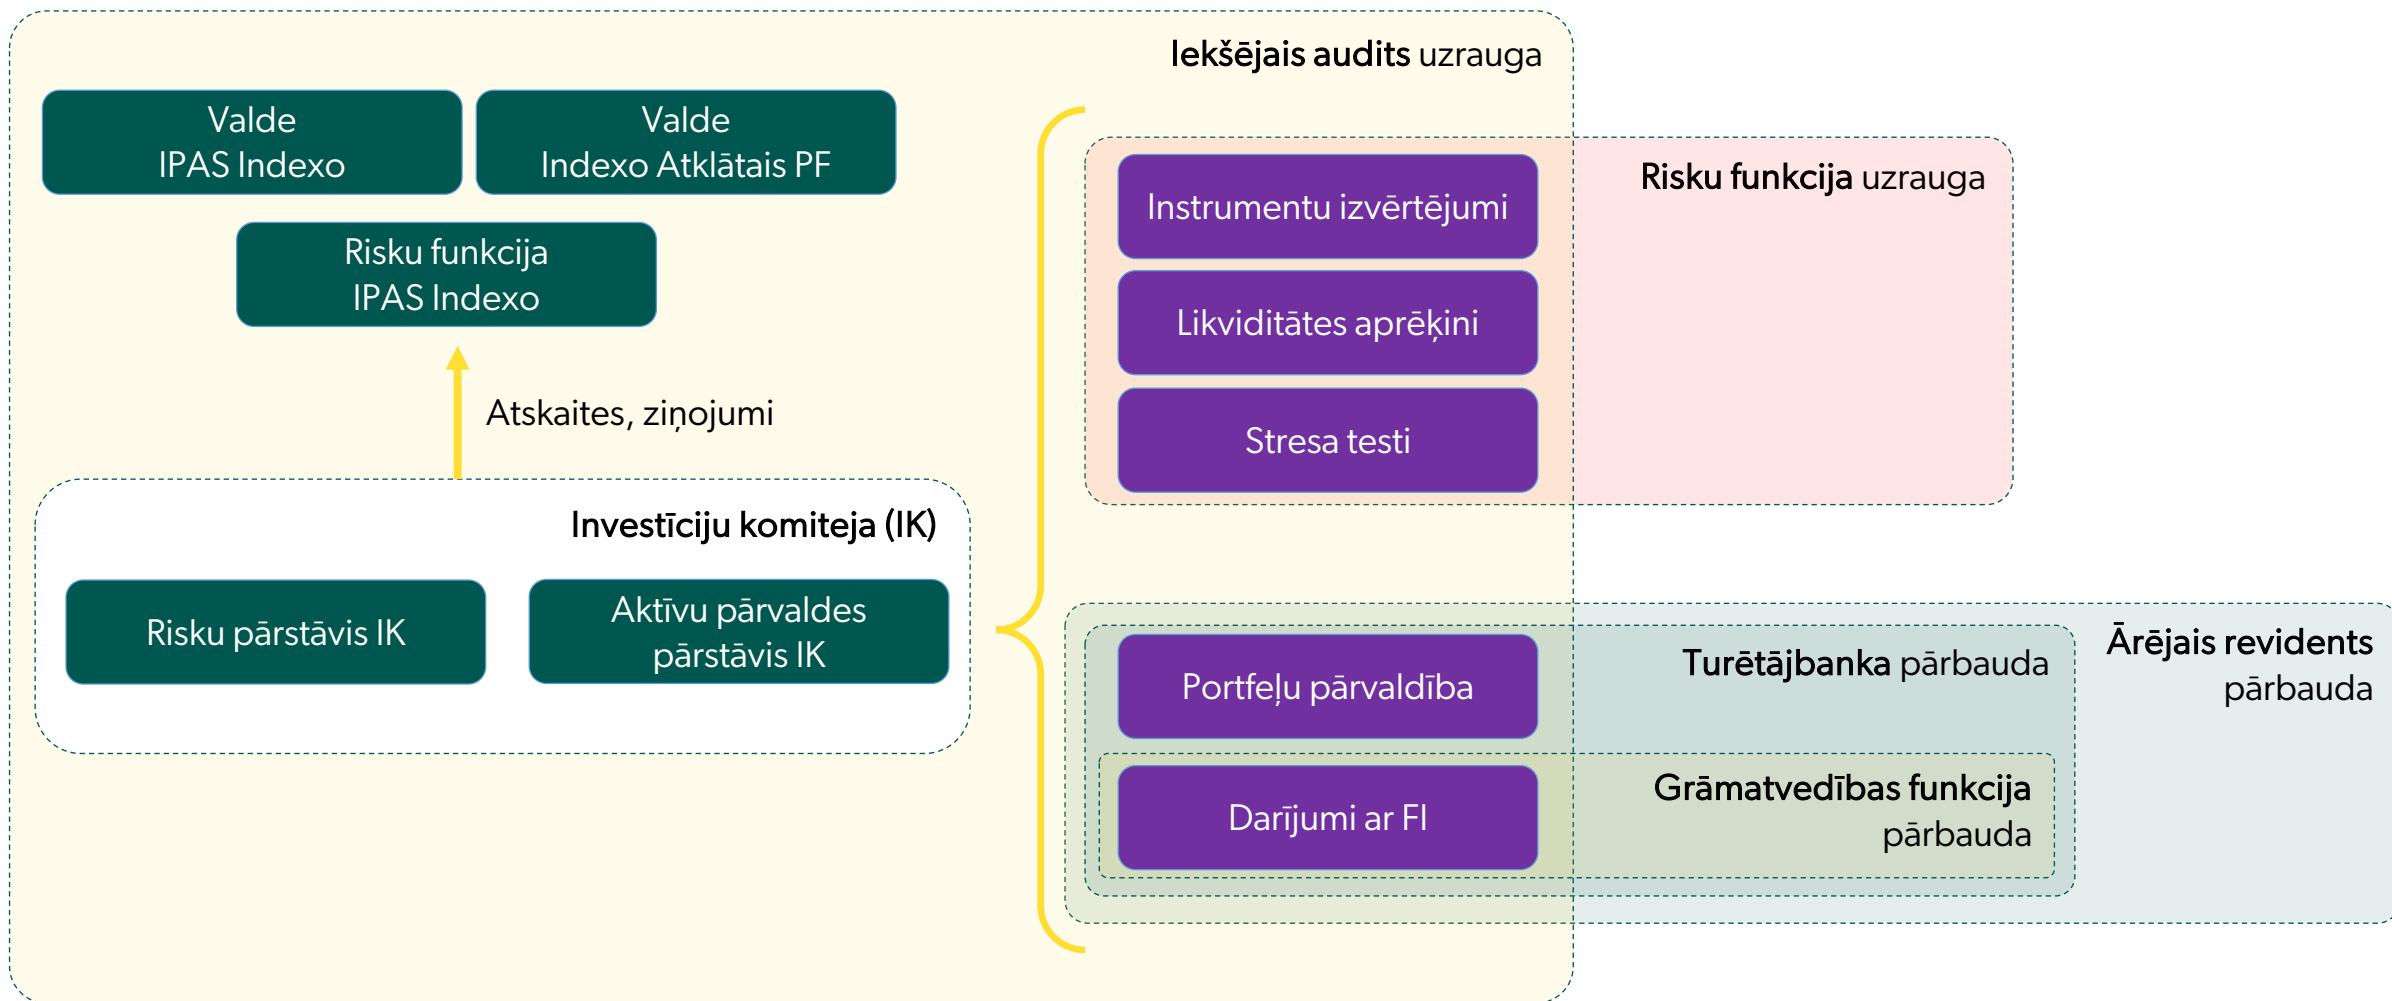 Iekšējais audits uzrauga
Valde
IPAS Indexo
Valde
Indexo Atklātais PF
Risku funkcija
IPAS Indexo
Atskaites, ziņojumi
Investīciju komiteja (IK)
Risku pārstāvis IK
Aktīvu pārvaldes
pārstāvis IK
Risku funkcija uzrauga
Instrumentu izvērtējumi
Likviditātes aprēķini
Stresa testi
Ārējais revidents
pārbauda
Turētājbanka pārbauda
Portfeļu pārvaldība
Grāmatvedības funkcija
pārbauda
Darījumi ar FI